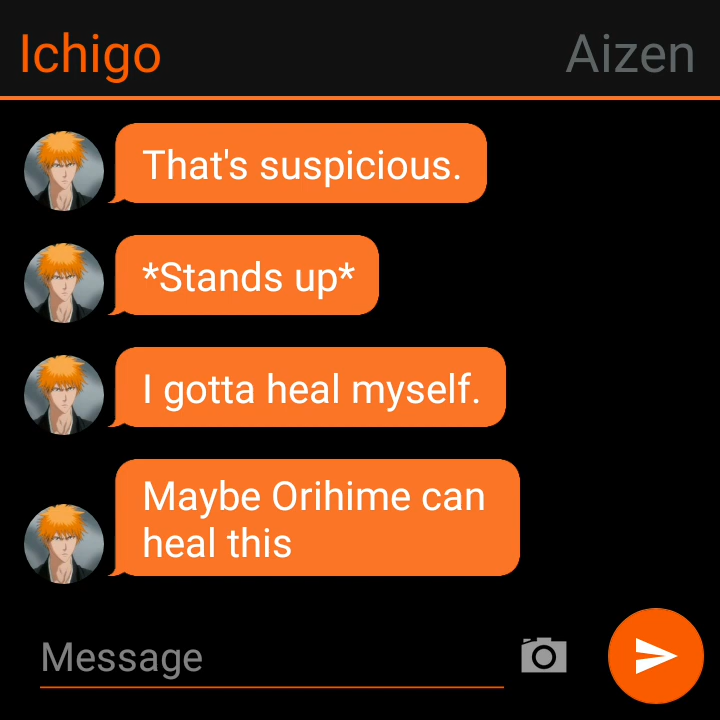 Ichigo
Aizen
That's suspicious.
*Stands up*
I gotta heal myself.
Maybe Orihime can
heal this
Message